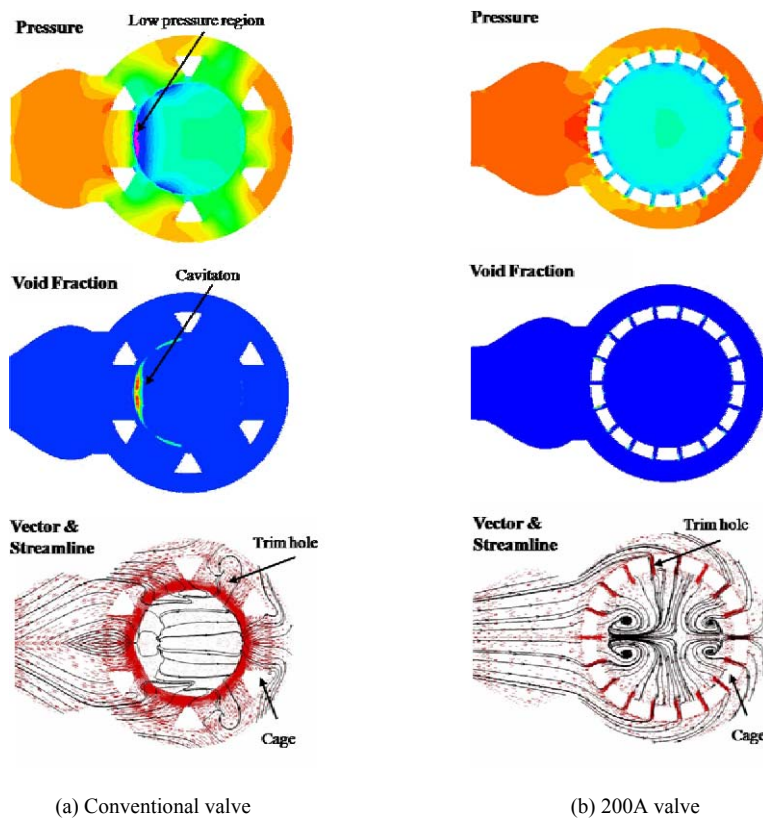 Low pressure region
Pressure
Void Fraction
Cavitaton
Vector &
Streamline
Trim hole
Cage
(a) Conventional valve
Pressure
Void Fraction
Vector &
Streamline
Trim hole
Cage
(b) 200A valve